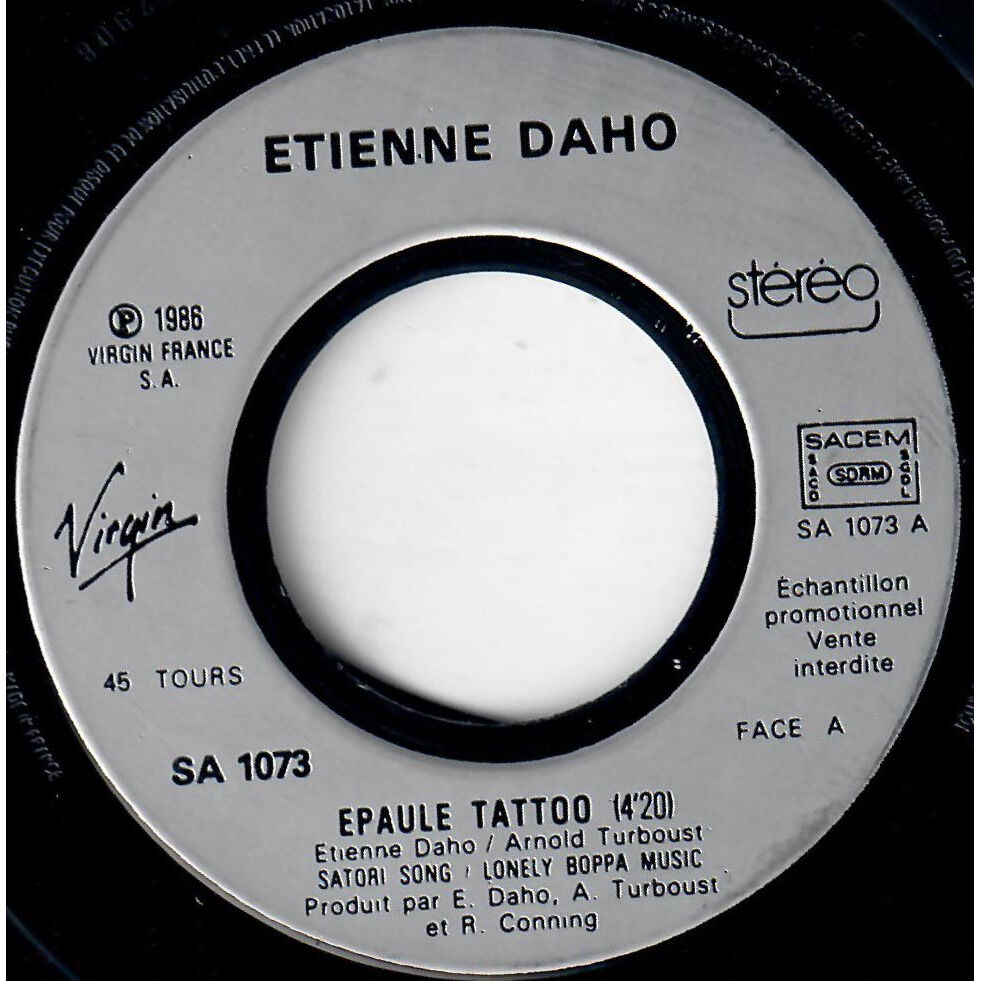 ETIENNE DAHO
stéréo
Ⓟ 1986
VIRGIN FRANCE
S.A.
Virgin
SACEM
SACD
SDRM
SGDL
SA 1073 A
Échantillon
promotionnel
Vente
interdite
45 TOURS
FACE A
SA 1073
EPAULE TATTOO (4'20)
Etienne Daho / Arnold Turboust
SATORI SONG / LONELY BOPPA MUSIC
Produit par E. Daho, A. Turboust
et R. Conning